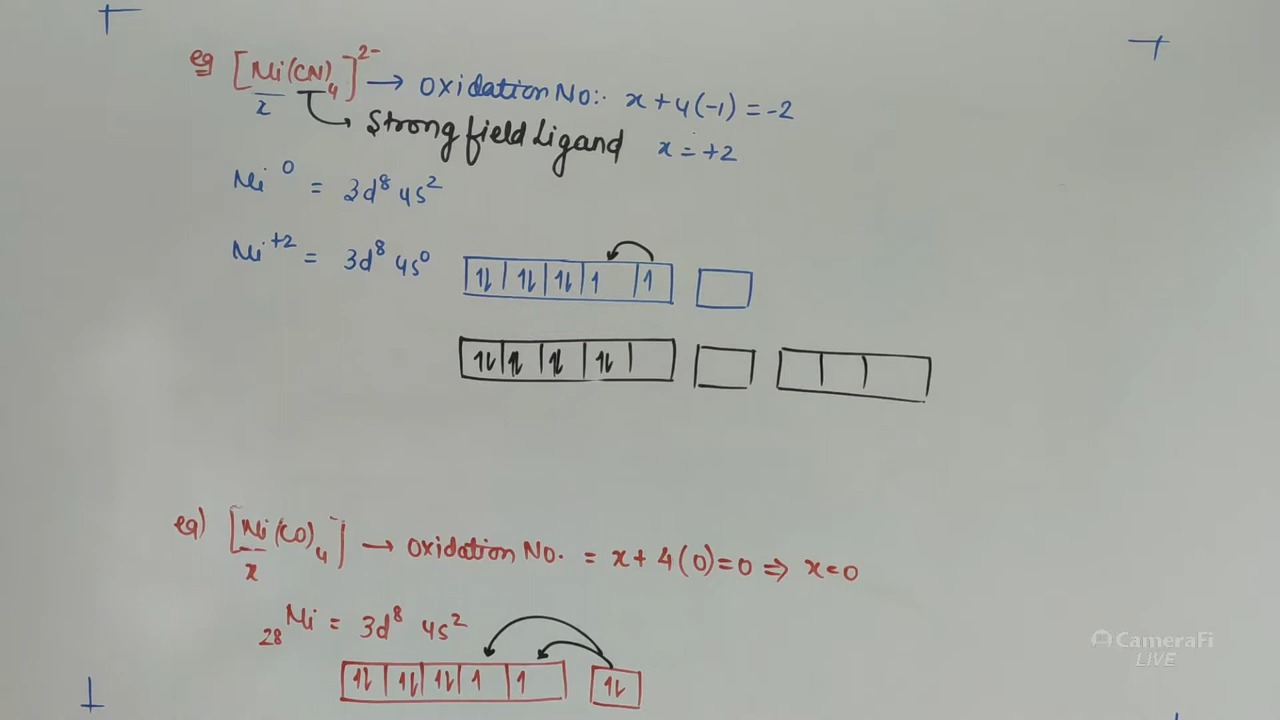 eg [Ni(CN)₄]²⁻ → Oxidation No:- x + 4(-1) = -2
x
→ Strong field Ligand x = +2
Ni⁰ = 3d⁸ 4s²
Ni⁺² = 3d⁸ 4s⁰ ⥮ ⥮ ⥮ ↿ ↿
⥮ ⥮ ⥮ ⥮
eg) [Ni(CO)₄] → Oxidation No. = x + 4(0) = 0 ⇒ x = 0
x
₂₈Ni = 3d⁸ 4s²
⥮ ⥮ ⥮ ↿ ↿ ⥮
CameraFi
LIVE